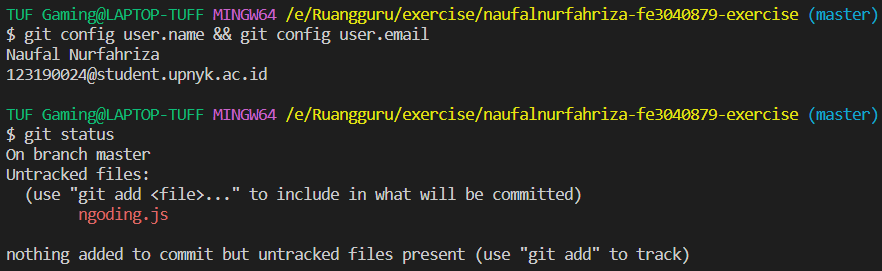 TUF Gaming@LAPTOP-TUFF MINGW64 /e/Ruangguru/exercise/naufalnurfahriza-fe3040879-exercise (master)
$ git config user.name && git config user.email
Naufal Nurfahriza
123190024@student.upnyk.ac.id

TUF Gaming@LAPTOP-TUFF MINGW64 /e/Ruangguru/exercise/naufalnurfahriza-fe3040879-exercise (master)
$ git status
On branch master
Untracked files:
  (use "git add <file>..." to include in what will be committed)
        ngoding.js

nothing added to commit but untracked files present (use "git add" to track)